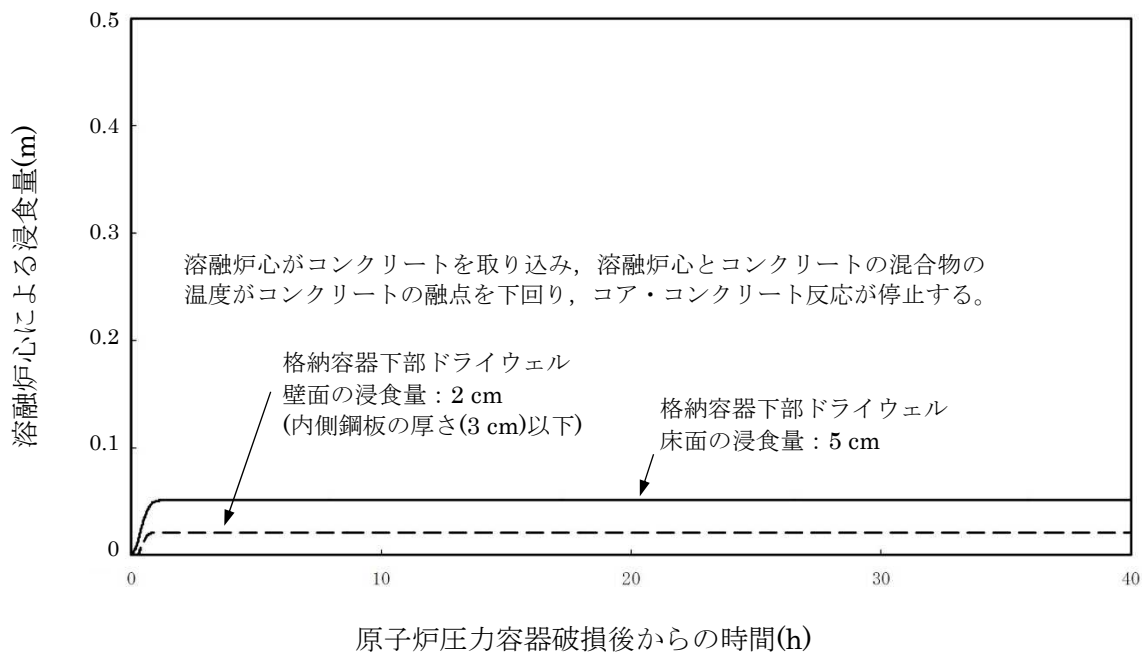 0.5
0.4
0.3
0.2
0.1
0
溶融炉心による浸食量(m)
溶融炉心がコンクリートを取り込み，溶融炉心とコンクリートの混合物の
温度がコンクリートの融点を下回り，コア・コンクリート反応が停止する。
格納容器下部ドライウェル
壁面の浸食量：2 cm
(内側鋼板の厚さ(3 cm)以下)
格納容器下部ドライウェル
床面の浸食量：5 cm
0 10 20 30 40
原子炉圧力容器破損後からの時間(h)